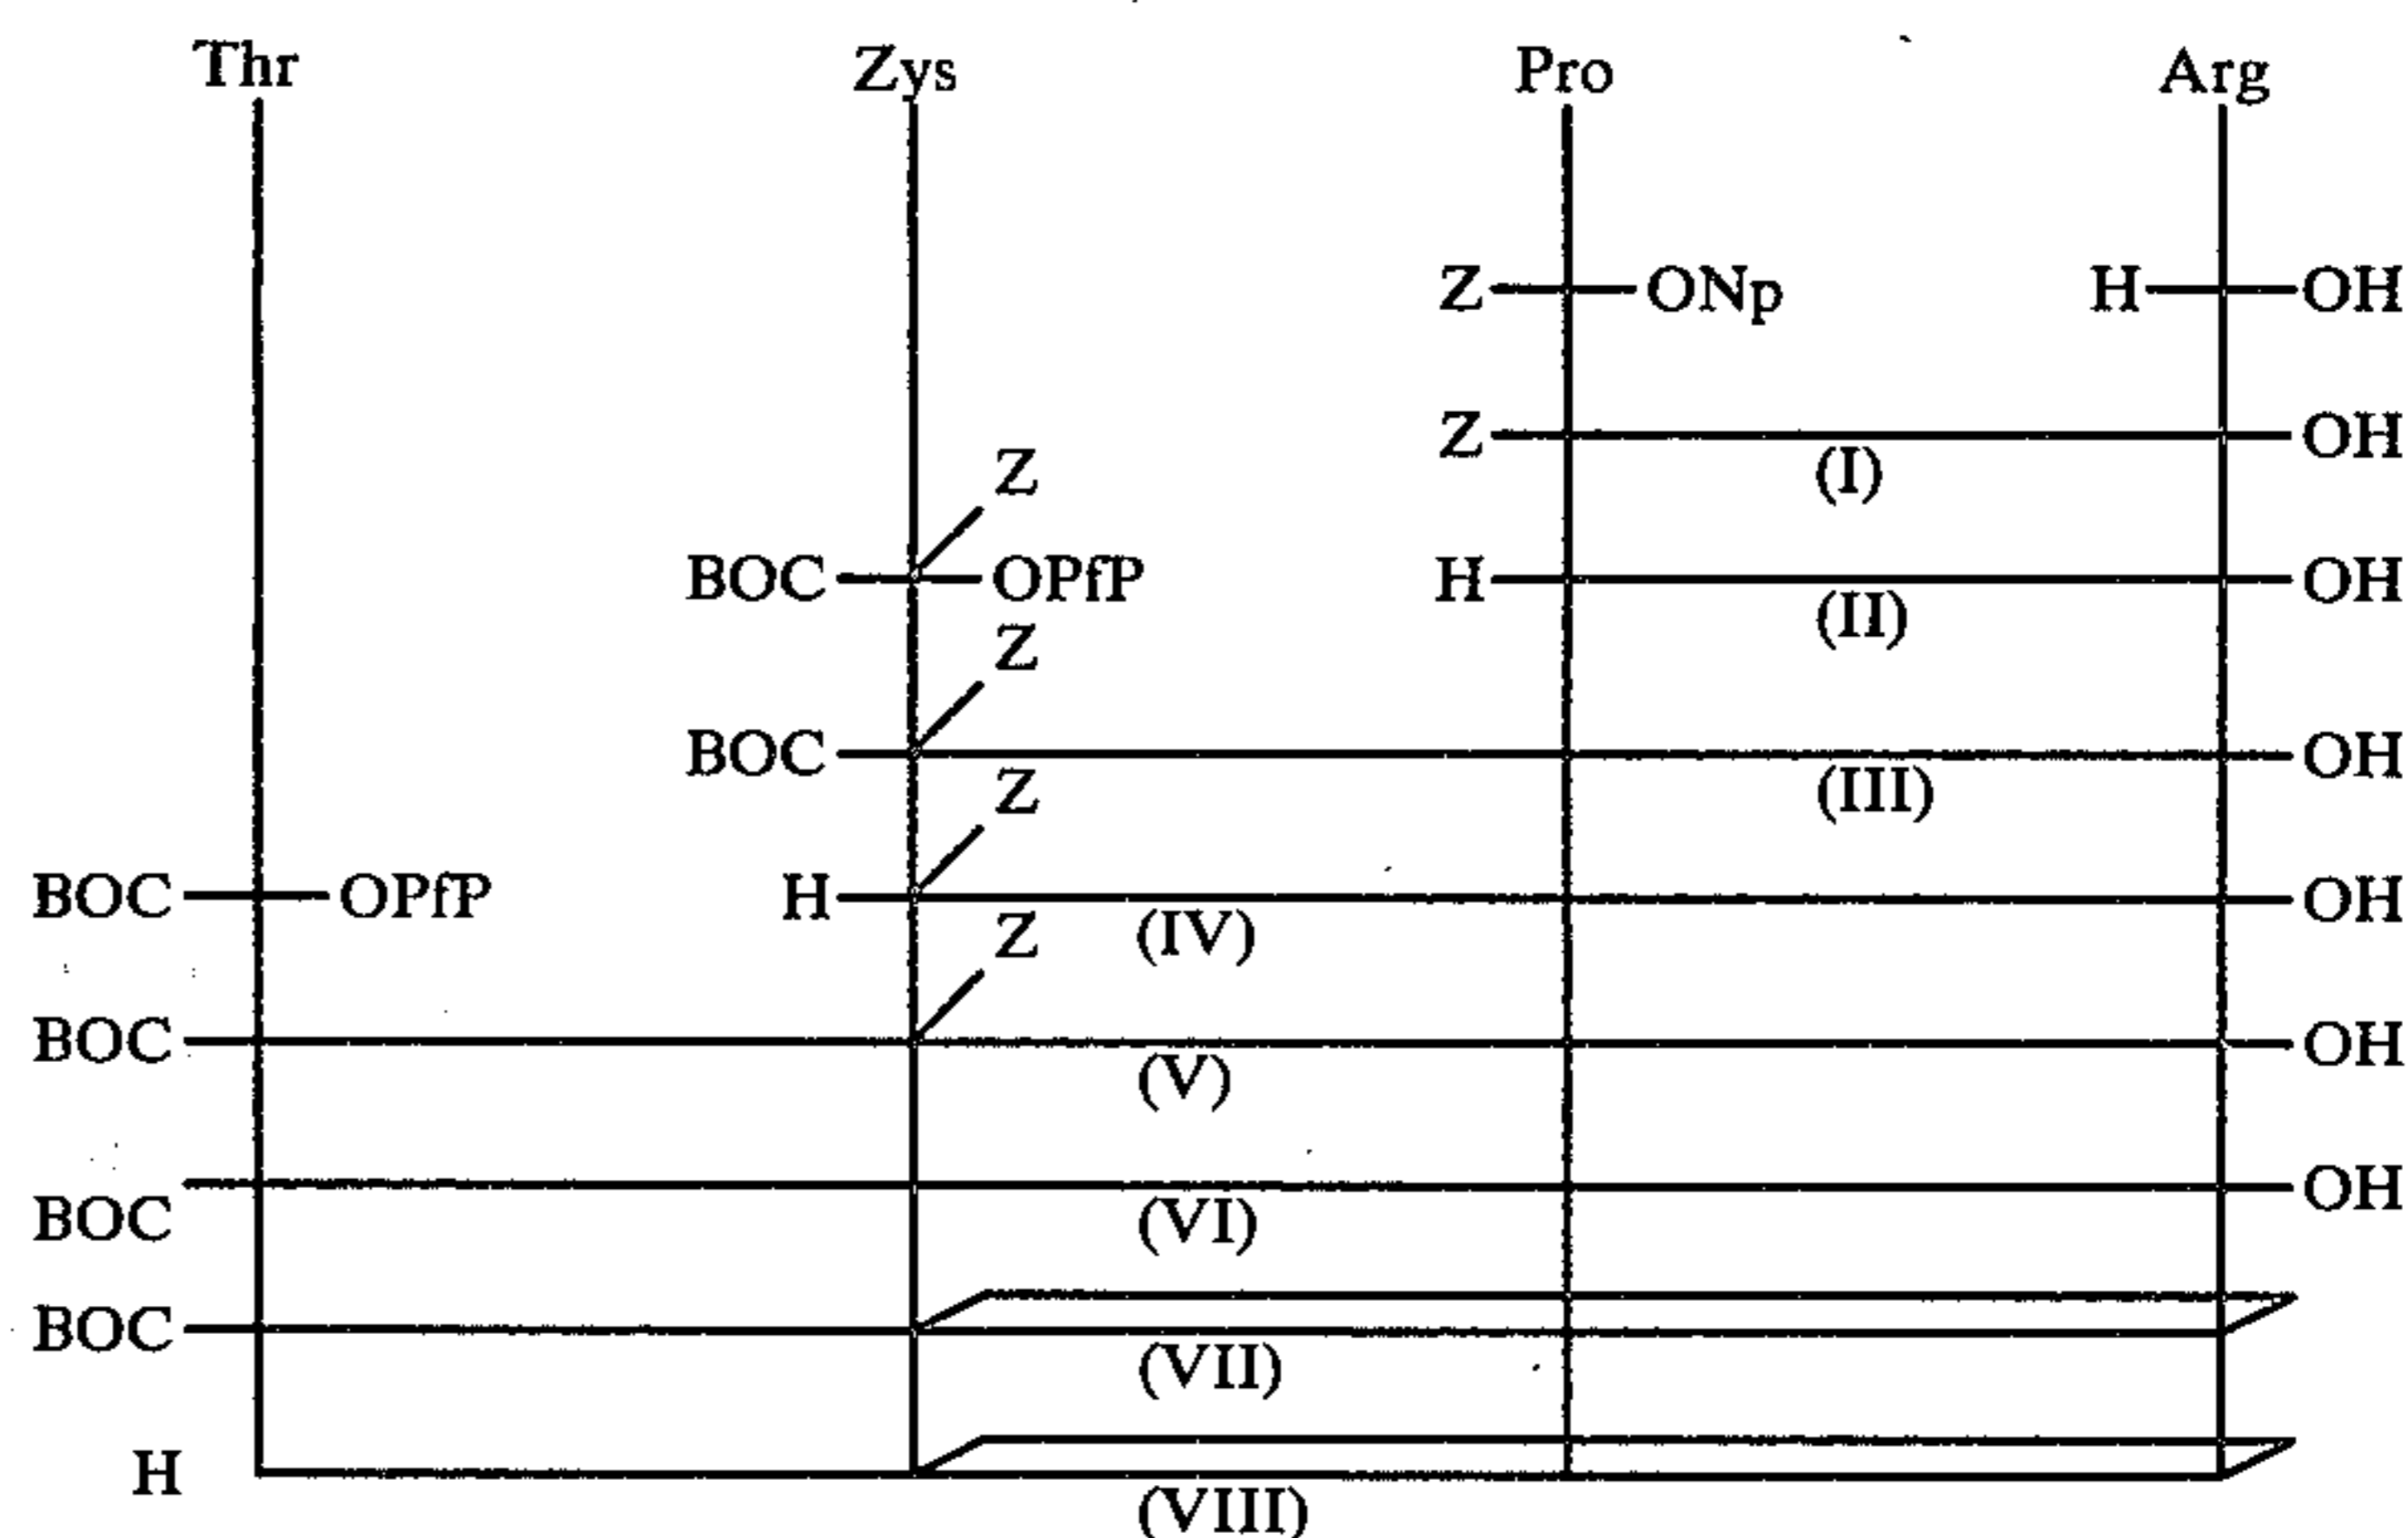 Thr Zys Pro Arg
Z ONp H OH
Z OH
(I)
Z
BOC OPfP H OH
(II)
Z
BOC OH
(III)
Z
BOC OPfP H OH
(IV)
Z
BOC OH
(V)
BOC OH
(VI)
BOC
(VII)
H
(VIII)